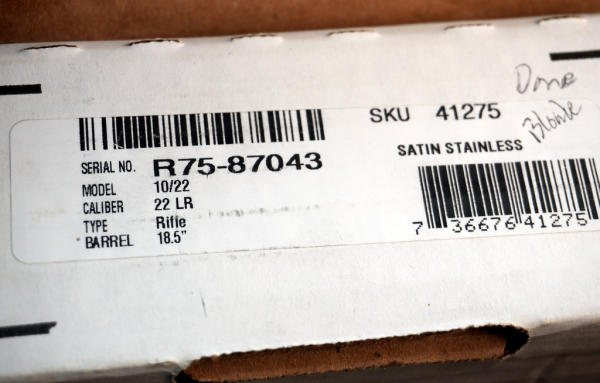 Done
Blonde
SKU 41275
SATIN STAINLESS
SERIAL NO. R75-87043
MODEL 10/22
CALIBER 22 LR
TYPE Rifle
BARREL 18.5"
7 36676 41275